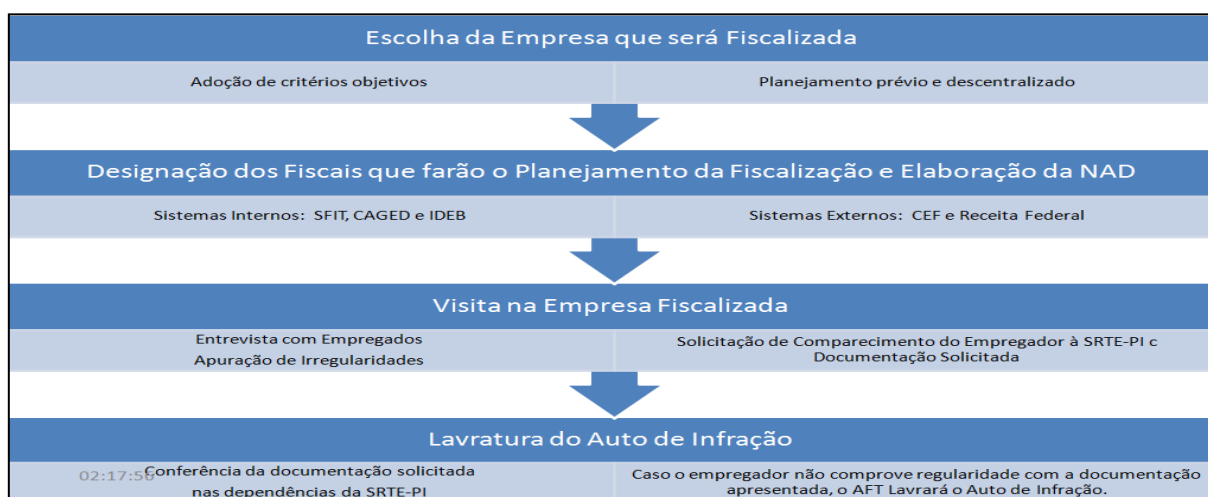 Escolha da Empresa que será Fiscalizada
Adoção de critérios objetivos
Planejamento prévio e descentralizado
Designação dos Fiscais que farão o Planejamento da Fiscalização e Elaboração da NAD
Sistemas Internos: SFIT, CAGED e IDEB
Sistemas Externos: CEF e Receita Federal
Visita na Empresa Fiscalizada
Entrevista com Empregados
Apuração de Irregularidades
Solicitação de Comparecimento do Empregador à SRTE-PI c
Documentação Solicitada
Lavratura do Auto de Infração
02:17:56
Conferência da documentação solicitada
nas dependências da SRTE-PI
Caso o empregador não comprove regularidade com a documentação
apresentada, o AFT Lavrará o Auto de Infração.